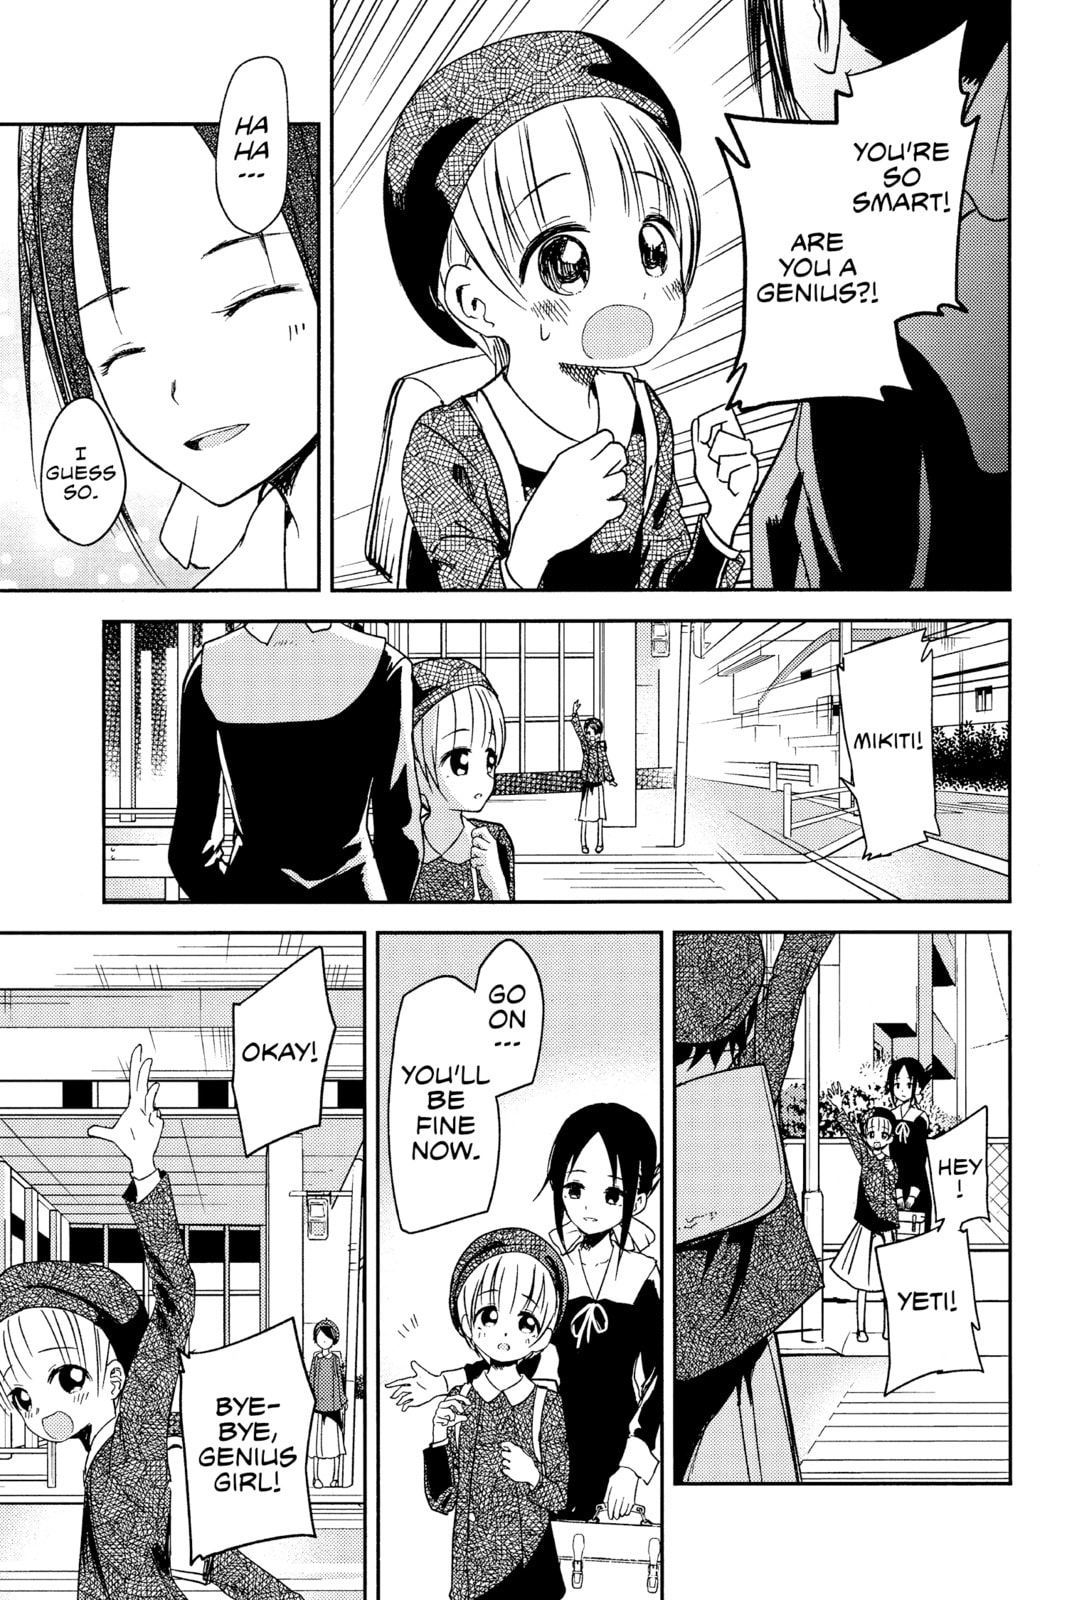 YOU'RE
SO
SMART!
ARE
YOU A
GENIUS?!
HA
HA
...
I
GUESS
SO.
MIKITI!
HEY
!
YETI!
GO
ON
...
YOU'LL
BE
FINE
NOW.
OKAY!
BYE-
BYE,
GENIUS
GIRL!